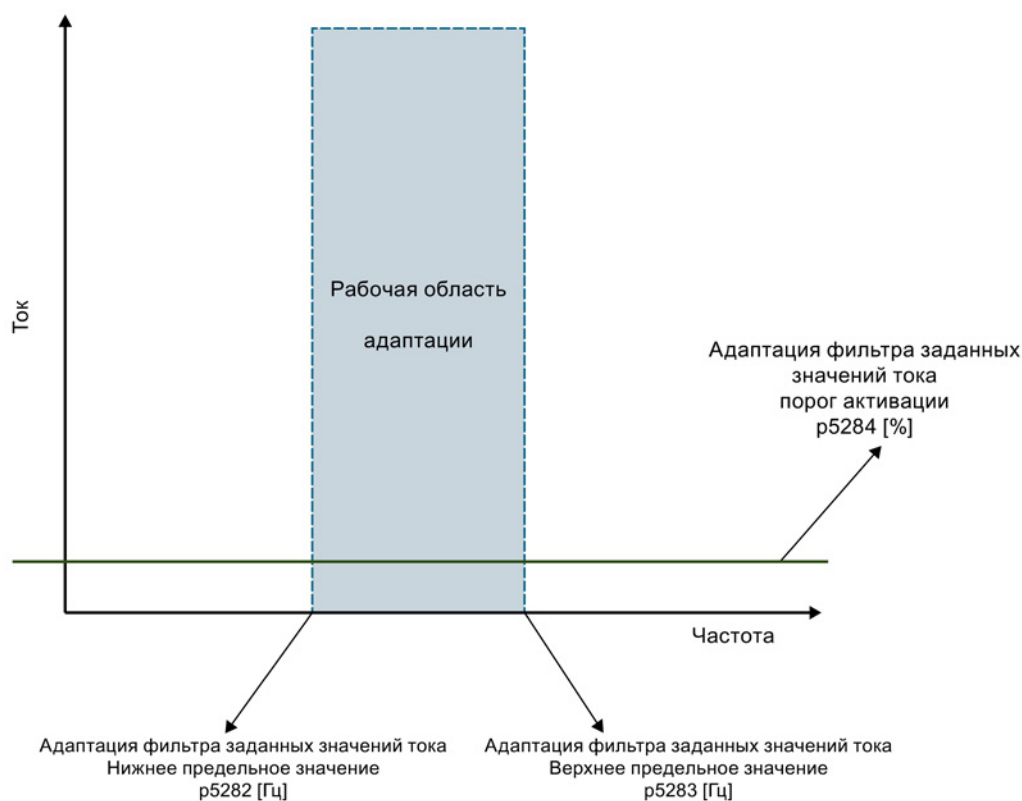 Ток
Рабочая область
адаптации
Адаптация фильтра заданных
значений тока
порог активации
p5284 [%]
Частота
Адаптация фильтра заданных значений тока
Нижнее предельное значение
p5282 [Гц]
Адаптация фильтра заданных значений тока
Верхнее предельное значение
p5283 [Гц]